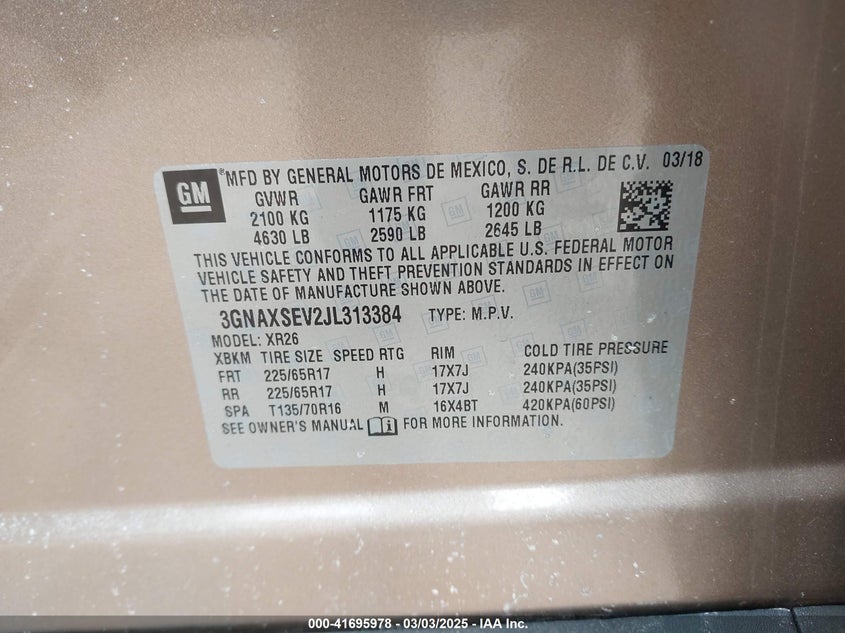 GM
®MFD BY GENERAL MOTORS DE MEXICO, S. DE R.L. DE C.V. 03/18
GVWR GAWR FRT GAWR RR
2100 KG 1175 KG 1200 KG
4630 LB 2590 LB 2645 LB
THIS VEHICLE CONFORMS TO ALL APPLICABLE U.S. FEDERAL MOTOR
VEHICLE SAFETY AND THEFT PREVENTION STANDARDS IN EFFECT ON
THE DATE OF MANUFACTURE SHOWN ABOVE.
3GNAXSEV2JL313384 TYPE: M.P.V.
MODEL: XR26
XBKM TIRE SIZE SPEED RTG RIM COLD TIRE PRESSURE
FRT 225/65R17 H 17X7J 240KPA(35PSI)
RR 225/65R17 H 17X7J 240KPA(35PSI)
SPA T135/70R16 M 16X4BT 420KPA(60PSI)
SEE OWNER'S MANUAL FOR MORE INFORMATION.
000-41695978 - 03/03/2025 - IAA Inc.